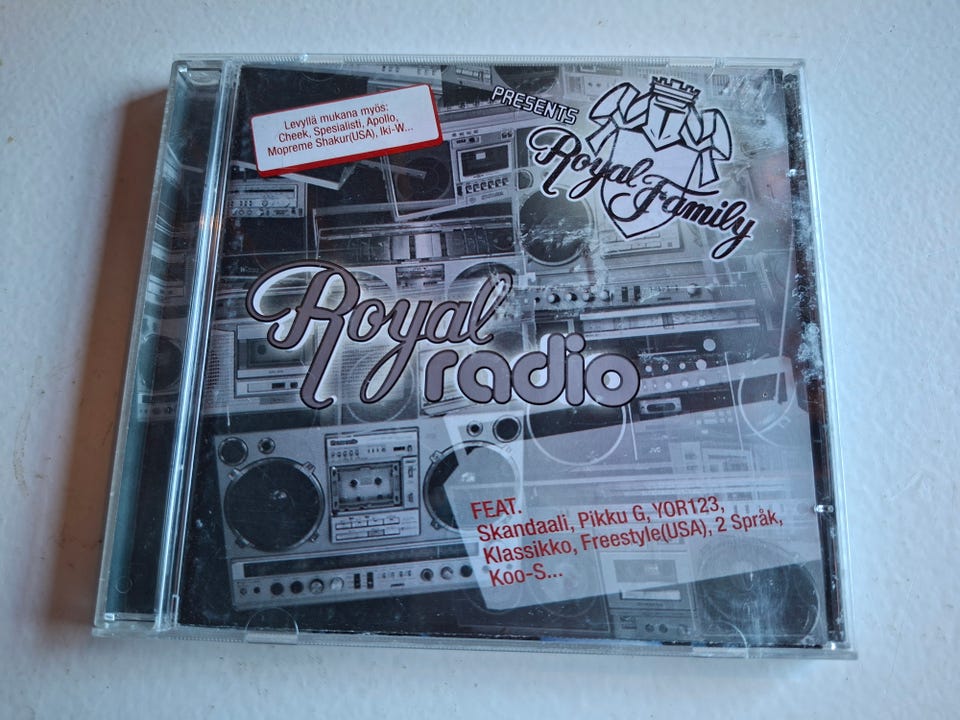 Levyllä mukana myös:
Cheek, Spesialisti, Apollo,
Mopreme Shakur(USA), Iki-W...
PRESENTS
Royal Family
Royal
radio
JVC
FEAT.
Skandaali, Pikku G, YOR123,
Klassikko, Freestyle(USA), 2 Språk,
Koo-S...